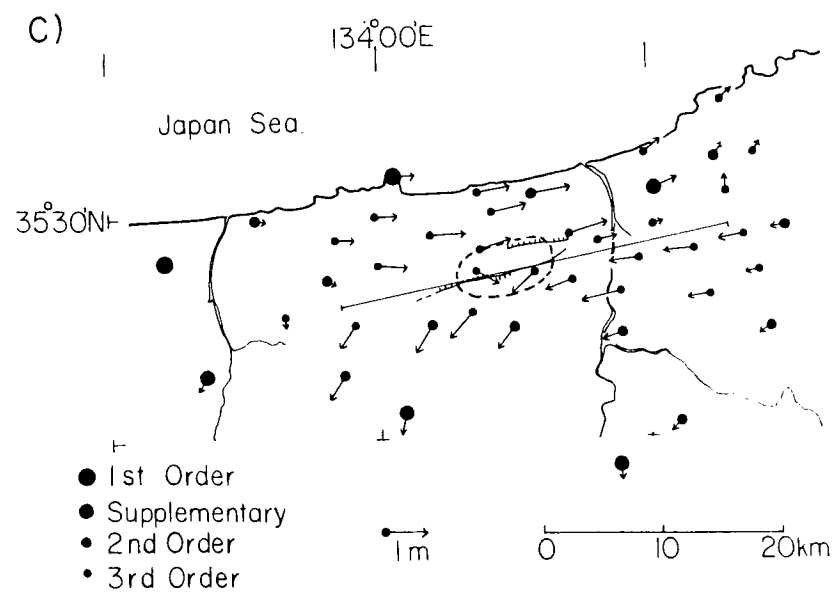 C)
134°00'E
Japan Sea.
35°30'N
1st Order
Supplementary
2nd Order
3rd Order
1m
0 10 20km